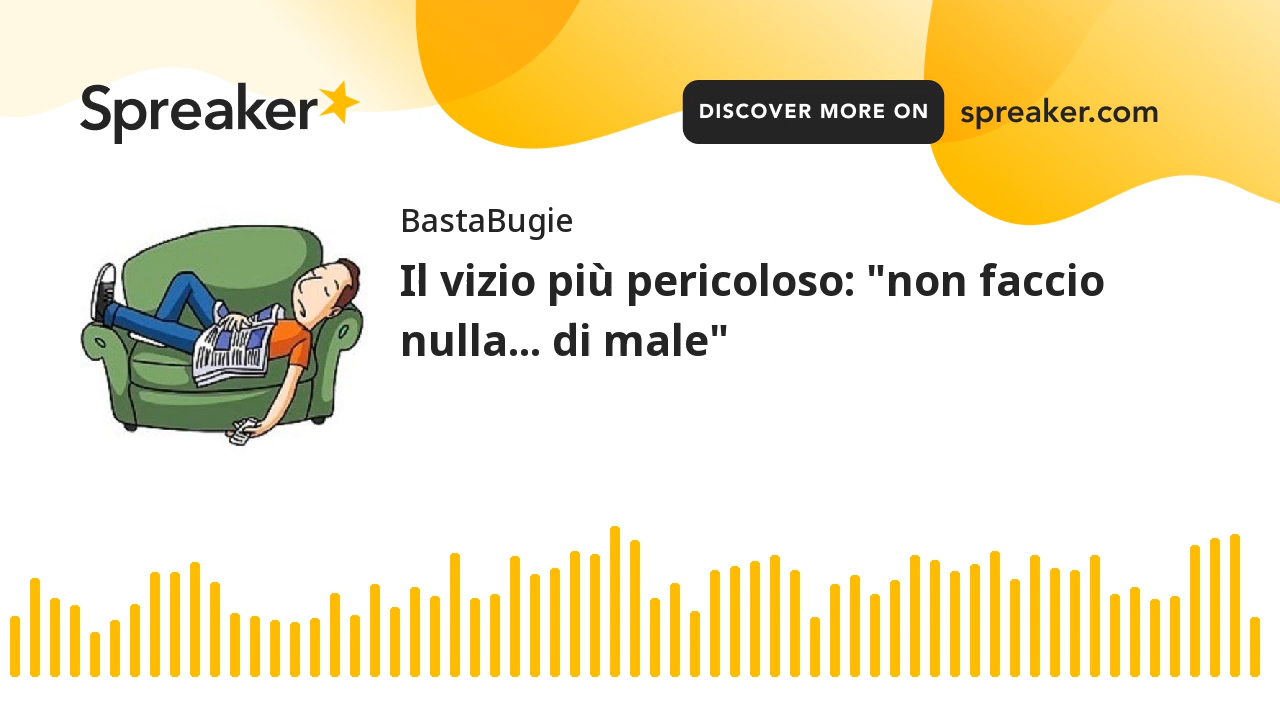 Spreaker
DISCOVER MORE ON spreaker.com
BastaBugie
Il vizio più pericoloso: "non faccio
nulla... di male"